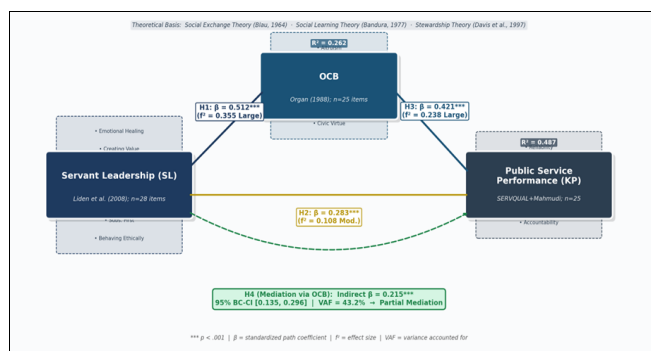 Theoretical Basis: Social Exchange Theory (Blau, 1964) · Social Learning Theory (Bandura, 1977) · Stewardship Theory (Davis et al., 1997)
R² = 0.262
OCB
Organ (1988); n=25 items
• Civic Virtue
H1: β = 0.512***
(f² = 0.355 Large)
H3: β = 0.421***
(f² = 0.238 Large)
• Emotional Healing
• Creating Value
Servant Leadership (SL)
Liden et al. (2008); n=28 items
• Behaving Ethically
R² = 0.487
Public Service
Performance (KP)
SERVQUAL+Mahmudi; n=25
• Accountability
H2: β = 0.283***
(f² = 0.108 Mod.)
H4 (Mediation via OCB): Indirect β = 0.215***
95% BC-CI [0.135, 0.296] | VAF = 43.2% → Partial Mediation
*** p < .001 | β = standardized path coefficient | f² = effect size | VAF = variance accounted for